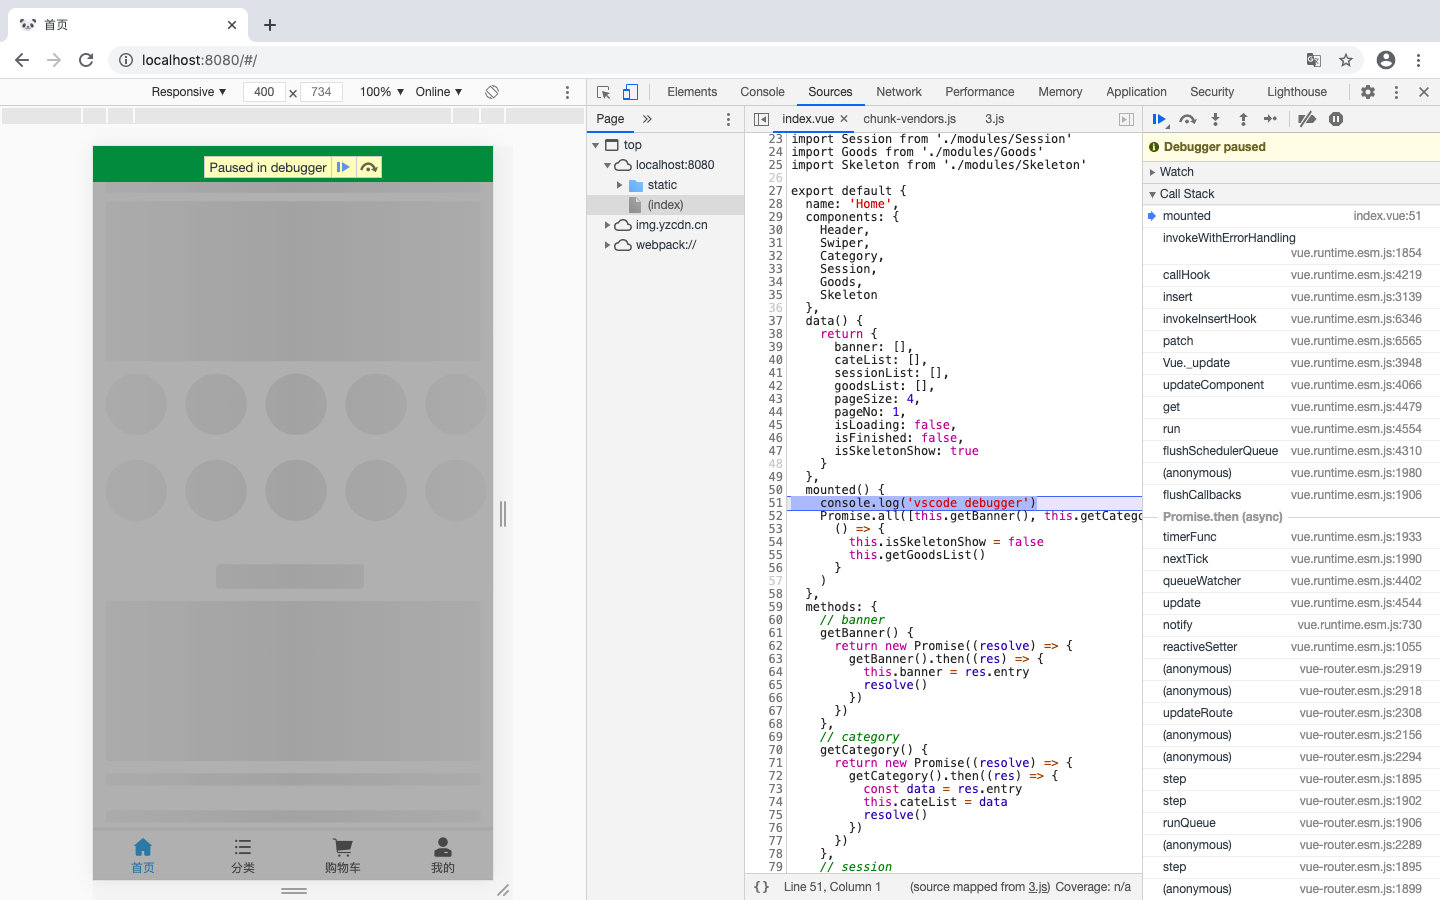 首页
localhost:8080/#/
Responsive ▼ 400 × 734 100% ▼ Online ▼
Elements Console Sources Network Performance Memory Application Security Lighthouse
Page »
index.vue × chunk-vendors.js 3.js
Paused in debugger
首页
分类
购物车
我的
top
localhost:8080
static
(index)
img.yzcdn.cn
webpack://
23 import Session from './modules/Session'
24 import Goods from './modules/Goods'
25 import Skeleton from './modules/Skeleton'
26
27 export default {
28 name: 'Home',
29 components: {
30 Header,
31 Swiper,
32 Category,
33 Session,
34 Goods,
35 Skeleton
36 },
37 data() {
38 return {
39 banner: [],
40 cateList: [],
41 sessionList: [],
42 goodsList: [],
43 pageSize: 4,
44 pageNo: 1,
45 isLoading: false,
46 isFinished: false,
47 isSkeletonShow: true
48 }
49 },
50 mounted() {
51 console.log('vscode debugger')
52 Promise.all([this.getBanner(), this.getCatego
53 () => {
54 this.isSkeletonShow = false
55 this.getGoodsList()
56 }
57 )
58 },
59 methods: {
60 // banner
61 getBanner() {
62 return new Promise((resolve) => {
63 getBanner().then((res) => {
64 this.banner = res.entry
65 resolve()
66 })
67 })
68 },
69 // category
70 getCategory() {
71 return new Promise((resolve) => {
72 getCategory().then((res) => {
73 const data = res.entry
74 this.cateList = data
75 resolve()
76 })
77 })
78 },
79 // session
{ } Line 51, Column 1 (source mapped from 3.js) Coverage: n/a
Debugger paused
Watch
Call Stack
mounted index.vue:51
invokeWithErrorHandling
vue.runtime.esm.js:1854
callHook vue.runtime.esm.js:4219
insert vue.runtime.esm.js:3139
invokeInsertHook vue.runtime.esm.js:6346
patch vue.runtime.esm.js:6565
Vue._update vue.runtime.esm.js:3948
updateComponent vue.runtime.esm.js:4066
get vue.runtime.esm.js:4479
run vue.runtime.esm.js:4554
flushSchedulerQueue vue.runtime.esm.js:4310
(anonymous) vue.runtime.esm.js:1980
flushCallbacks vue.runtime.esm.js:1906
Promise.then (async)
timerFunc vue.runtime.esm.js:1933
nextTick vue.runtime.esm.js:1990
queueWatcher vue.runtime.esm.js:4402
update vue.runtime.esm.js:4544
notify vue.runtime.esm.js:730
reactiveSetter vue.runtime.esm.js:1055
(anonymous) vue-router.esm.js:2919
(anonymous) vue-router.esm.js:2918
updateRoute vue-router.esm.js:2308
(anonymous) vue-router.esm.js:2156
(anonymous) vue-router.esm.js:2294
step vue-router.esm.js:1895
step vue-router.esm.js:1902
runQueue vue-router.esm.js:1906
(anonymous) vue-router.esm.js:2289
step vue-router.esm.js:1895
(anonymous) vue-router.esm.js:1899